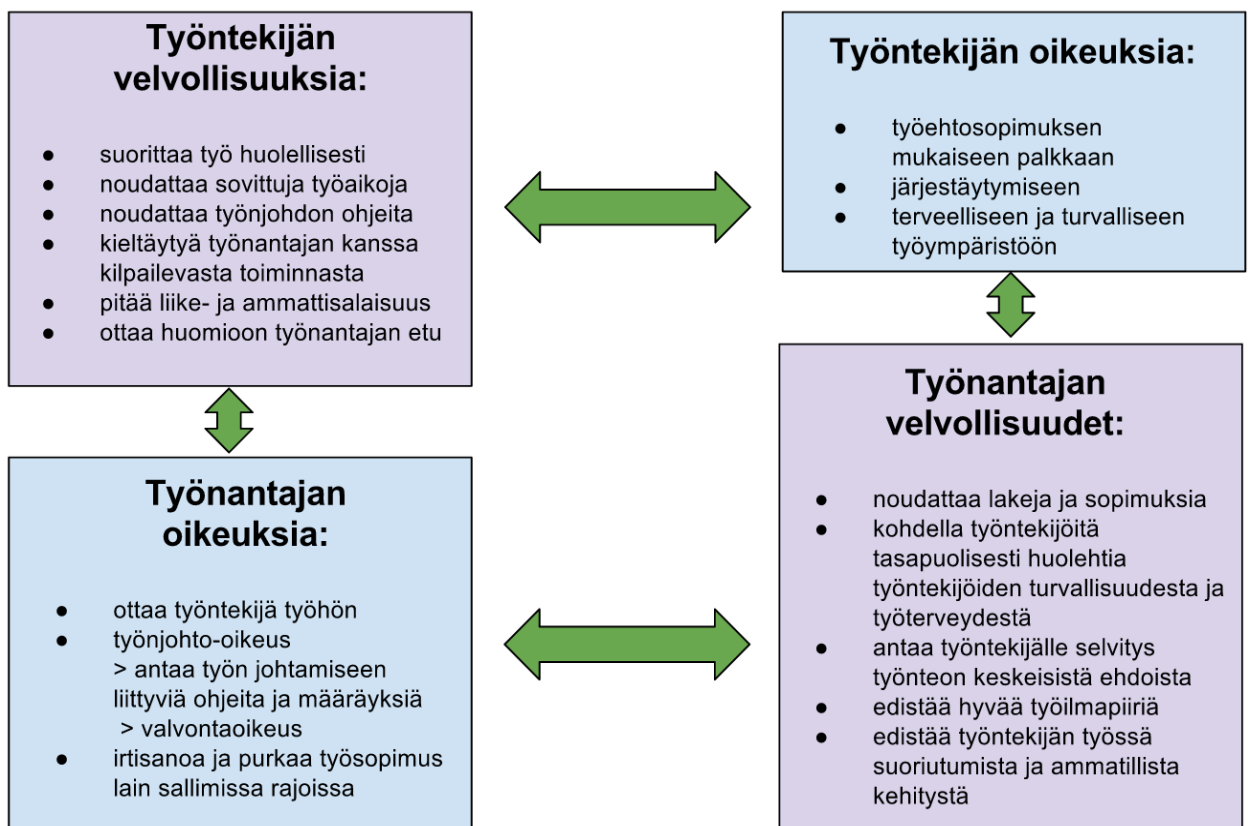 Työntekijän
velvollisuuksia:
● suorittaa työ huolellisesti
● noudattaa sovittuja työaikoja
● noudattaa työnjohdon ohjeita
● kieltäytyä työnantajan kanssa
kilpailevasta toiminnasta
● pitää liike- ja ammattisalaisuus
● ottaa huomioon työnantajan etu
Työntekijän oikeuksia:
● työehtosopimuksen
mukaiseen palkkaan
● järjestäytymiseen
● terveelliseen ja turvalliseen
työympäristöön
Työnantajan
oikeuksia:
● ottaa työntekijä työhön
● työnjohto-oikeus
> antaa työn johtamiseen
liittyviä ohjeita ja määräyksiä
> valvontaoikeus
● irtisanoa ja purkaa työsopimus
lain sallimissa rajoissa
Työnantajan
velvollisuudet:
● noudattaa lakeja ja sopimuksia
● kohdella työntekijöitä
tasapuolisesti huolehtia
työntekijöiden turvallisuudesta ja
työterveydestä
● antaa työntekijälle selvitys
työnteon keskeisistä ehdoista
● edistää hyvää työilmapiiriä
● edistää työntekijän työssä
suoriutumista ja ammatillista
kehitystä